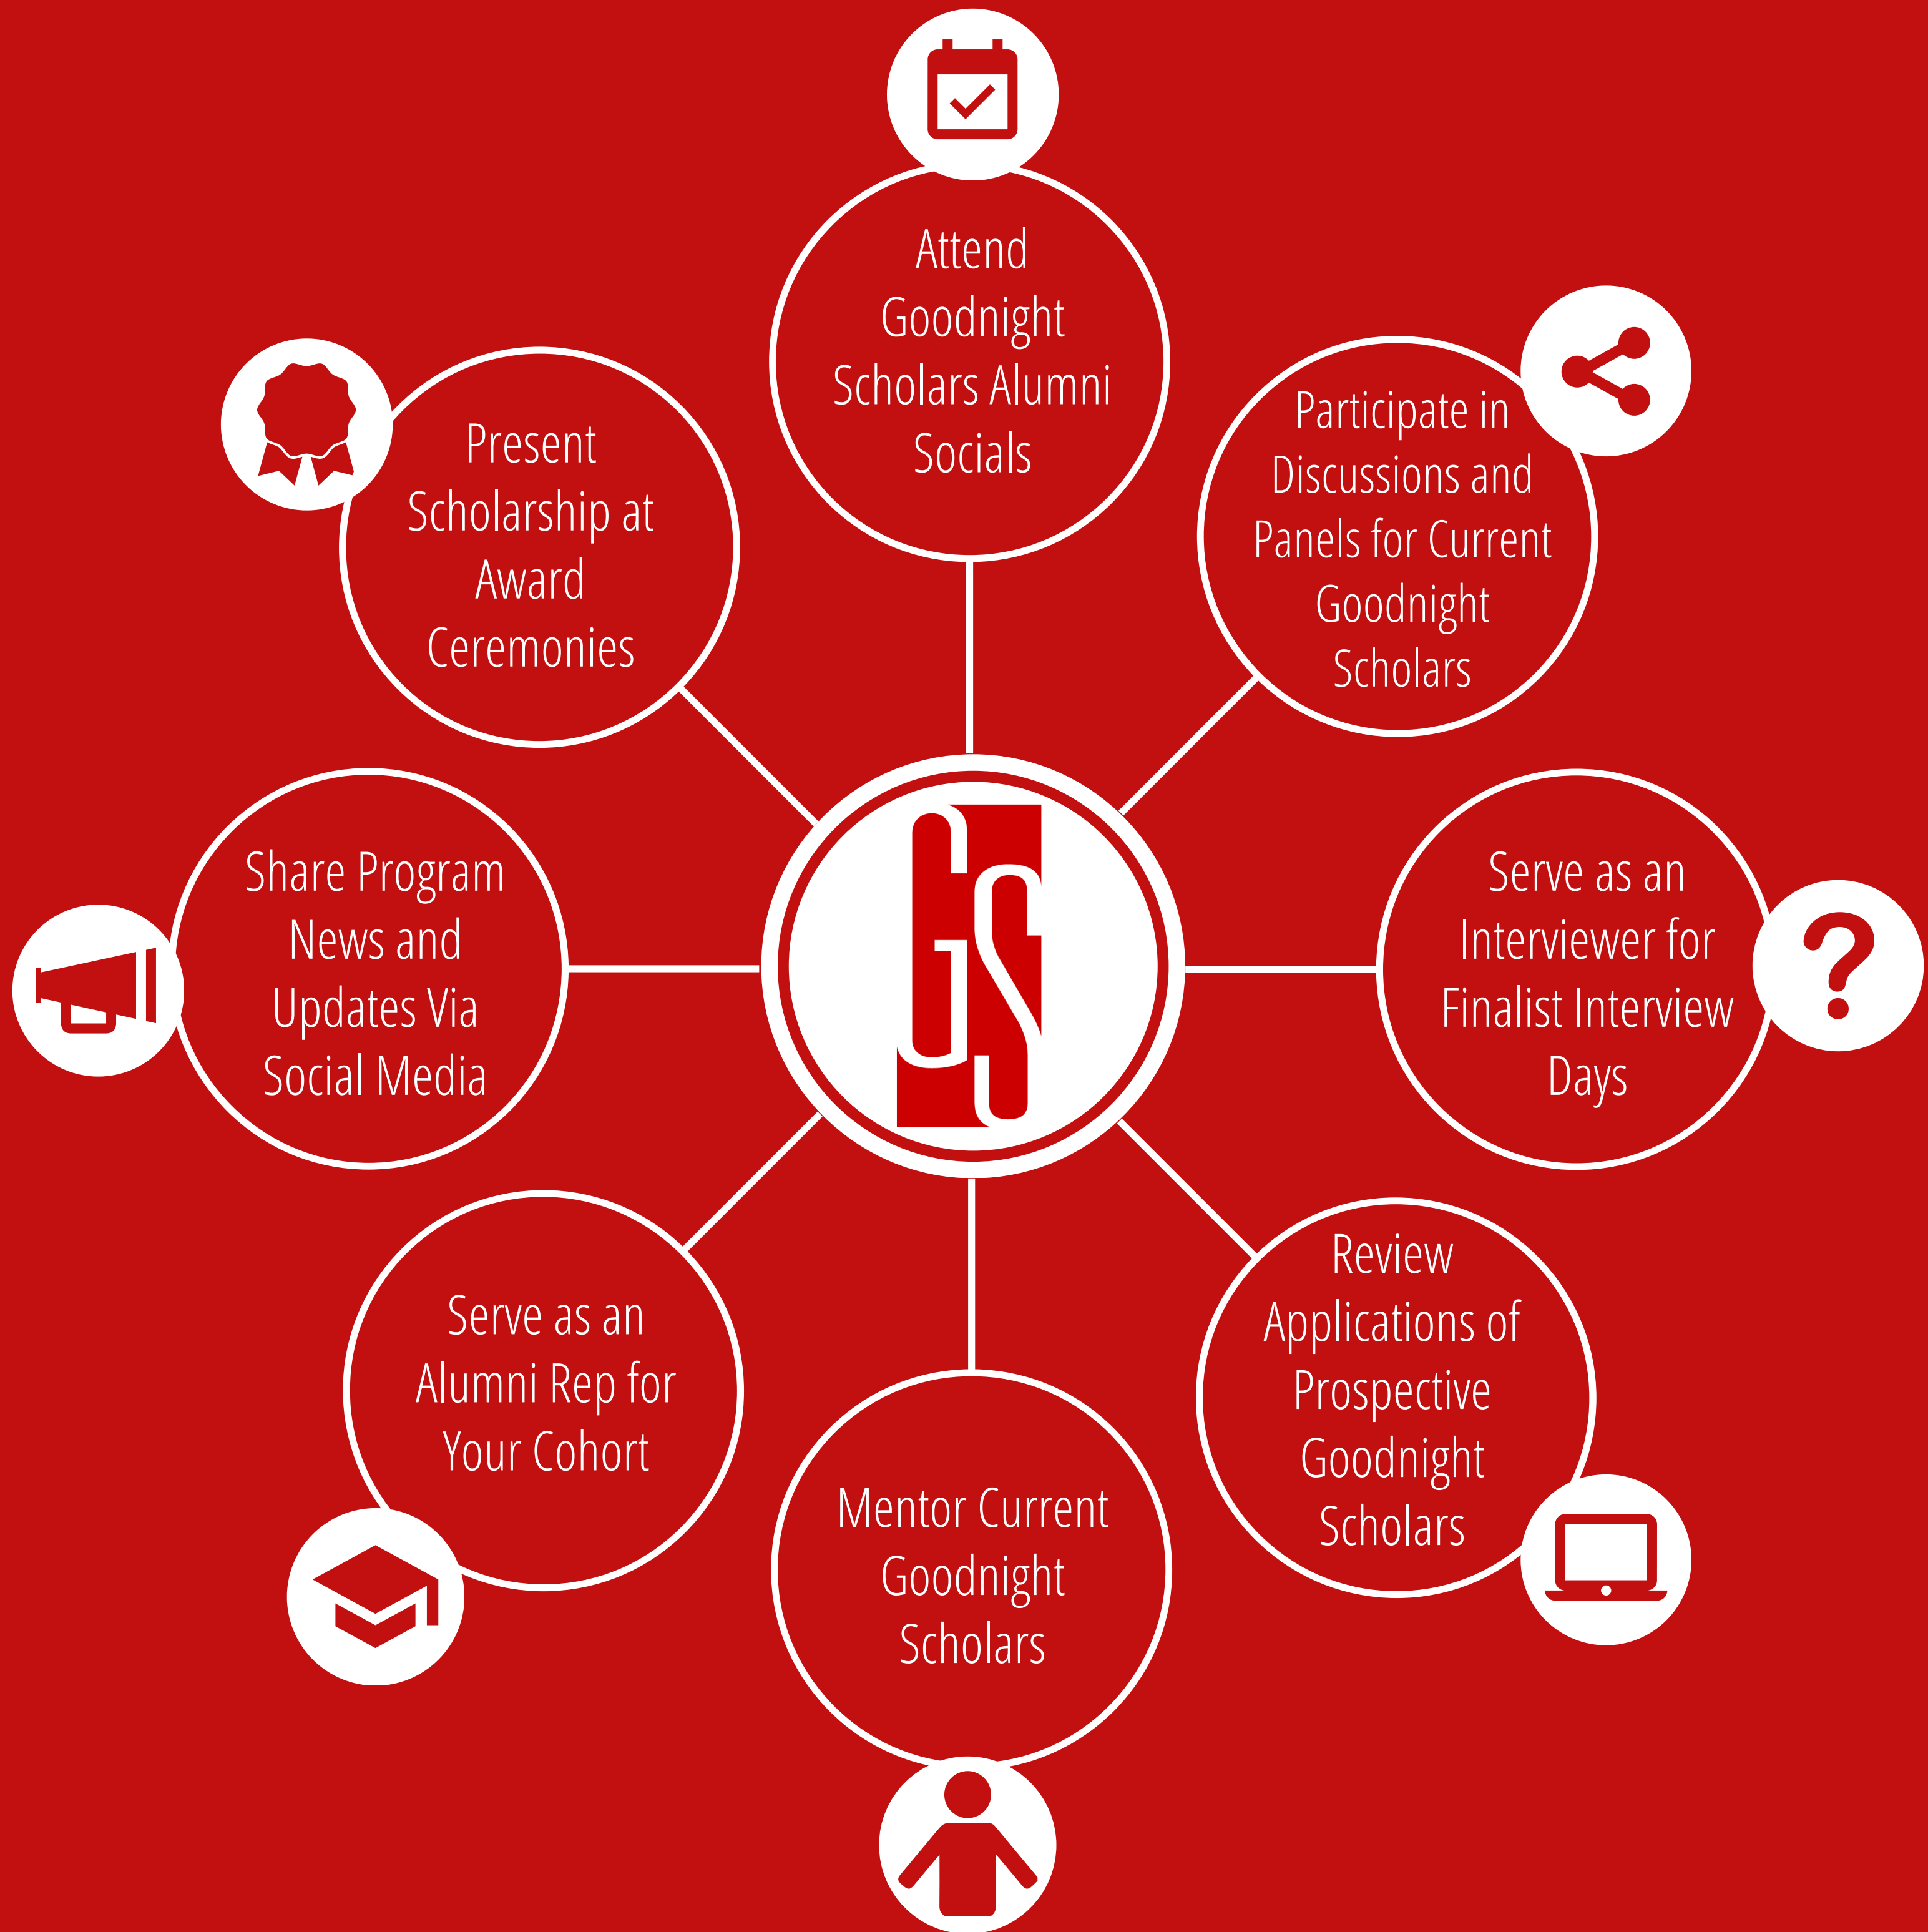 Attend
Goodnight
Scholars Alumni
Socials
Participate in
Discussions and
Panels for Current
Goodnight
Scholars
Serve as an
Interviewer for
Finalist Interview
Days
Review
Applications of
Prospective
Goodnight
Scholars
Mentor Current
Goodnight
Scholars
Serve as an
Alumni Rep for
Your Cohort
Share Program
News and
Updates Via
Social Media
Present
Scholarship at
Award
Ceremonies
GS